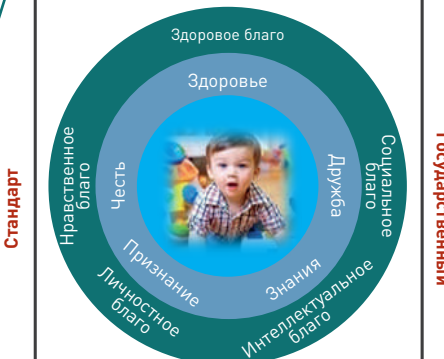 Здоровое благо
Здоровье
Нравственное
благо
Честь
Дружба
Социальное
благо
Признание
Знания
Личностное
благо
Интеллектуальное
благо
Стандарт
Государственный